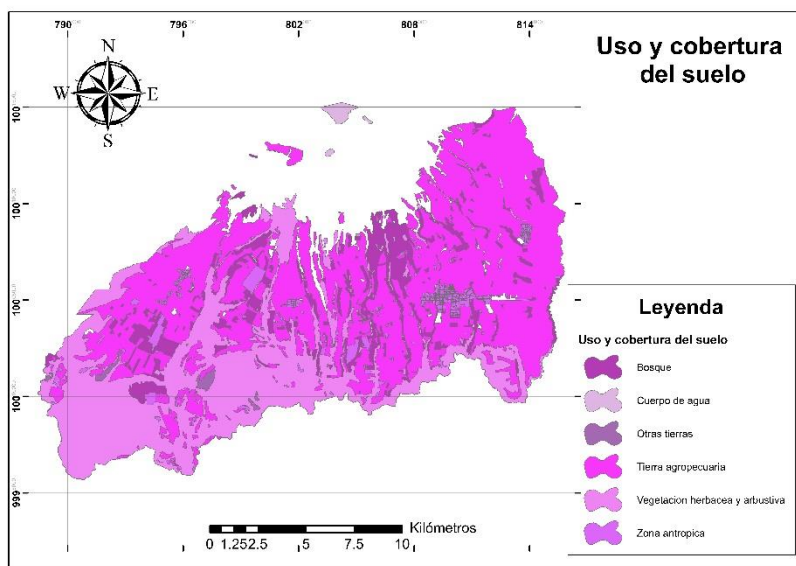 790
796
802
808
814
Uso y cobertura
del suelo
N
W
E
S
100
100
100
100
999
Leyenda
Uso y cobertura del suelo
Bosque
Cuerpo de agua
Otras tierras
Tierra agropecuaria
Vegetacion herbacea y arbustiva
Zona antropica
Kilómetros
0 1.25 2.5 5 7.5 10